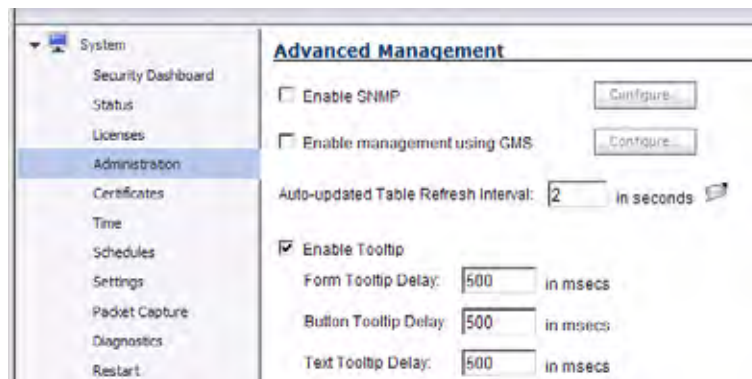 System
Security Dashboard
Status
Licenses
Administration
Certificates
Time
Schedules
Settings
Packet Capture
Diagnostics
Restart
Advanced Management
Enable SNMP
Configure...
Enable management using GMS
Configure...
Auto-updated Table Refresh Interval: 2 in seconds
Enable Tooltip
Form Tooltip Delay: 500 in msecs
Button Tooltip Delay 500 in msecs
Text Tooltip Delay: 500 in msecs